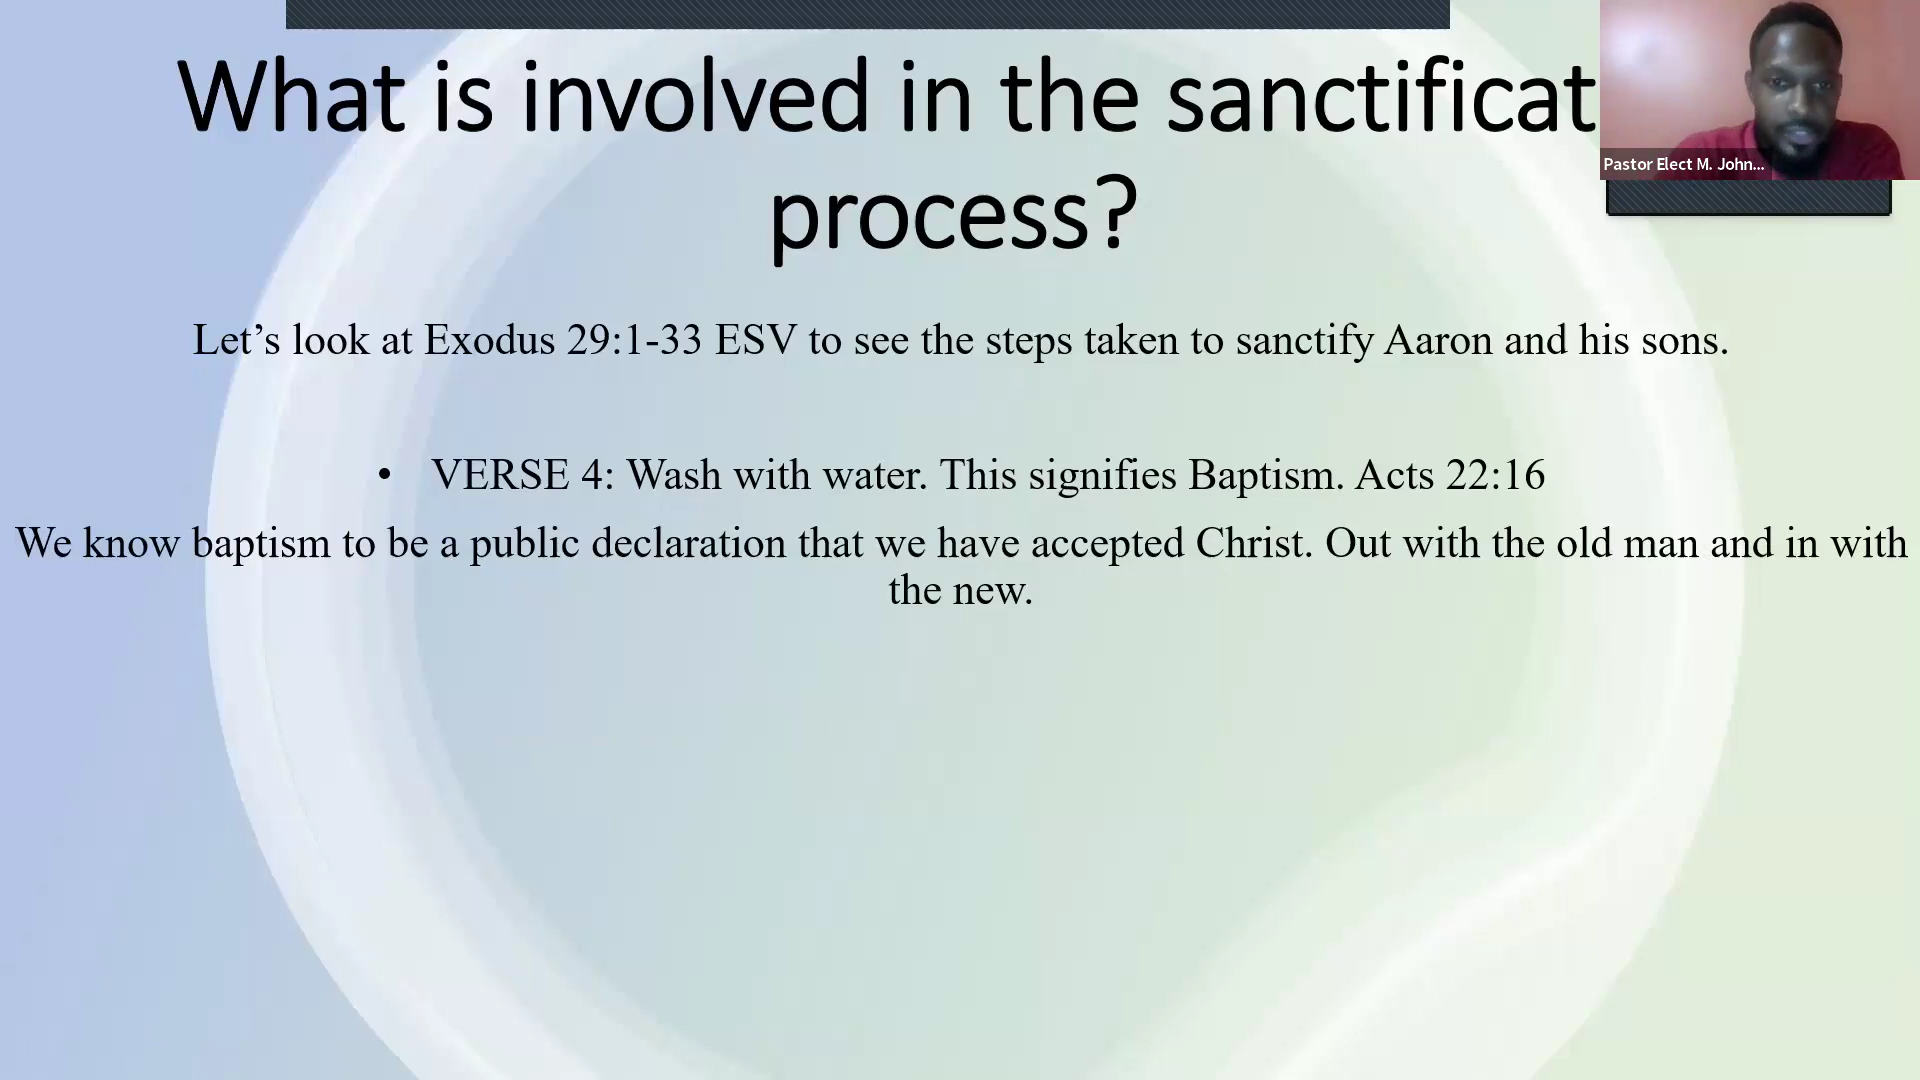 What is involved in the sanctificat
process?
Pastor Elect M. John...
Let’s look at Exodus 29:1-33 ESV to see the steps taken to sanctify Aaron and his sons.
• VERSE 4: Wash with water. This signifies Baptism. Acts 22:16
We know baptism to be a public declaration that we have accepted Christ. Out with the old man and in with
the new.